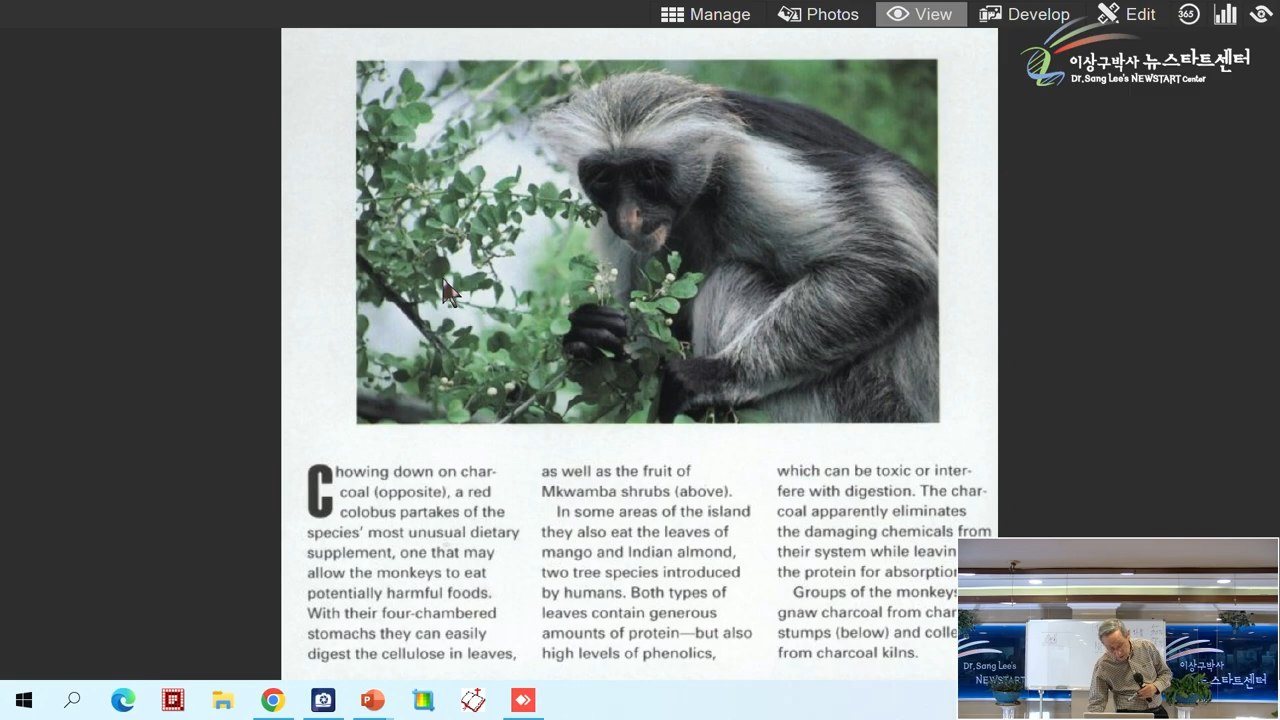 Manage
Photos
View
Develop
Edit
365
이상구박사 뉴스타트센터
Dr. Sang Lee's NEWSTART Center
Chowing down on char-
coal (opposite), a red
colobus partakes of the
species' most unusual dietary
supplement, one that may
allow the monkeys to eat
potentially harmful foods.
With their four-chambered
stomachs they can easily
digest the cellulose in leaves,
as well as the fruit of
Mkwamba shrubs (above).
In some areas of the island
they also eat the leaves of
mango and Indian almond,
two tree species introduced
by humans. Both types of
leaves contain generous
amounts of protein—but also
high levels of phenolics,
which can be toxic or inter-
fere with digestion. The char-
coal apparently eliminates
the damaging chemicals from
their system while leavin
the protein for absorptio
Groups of the monkeys
gnaw charcoal from char
stumps (below) and colle
from charcoal kilns.
Dr.Sang Lee's
NEWSTART
이상구박사
뉴스타트센터